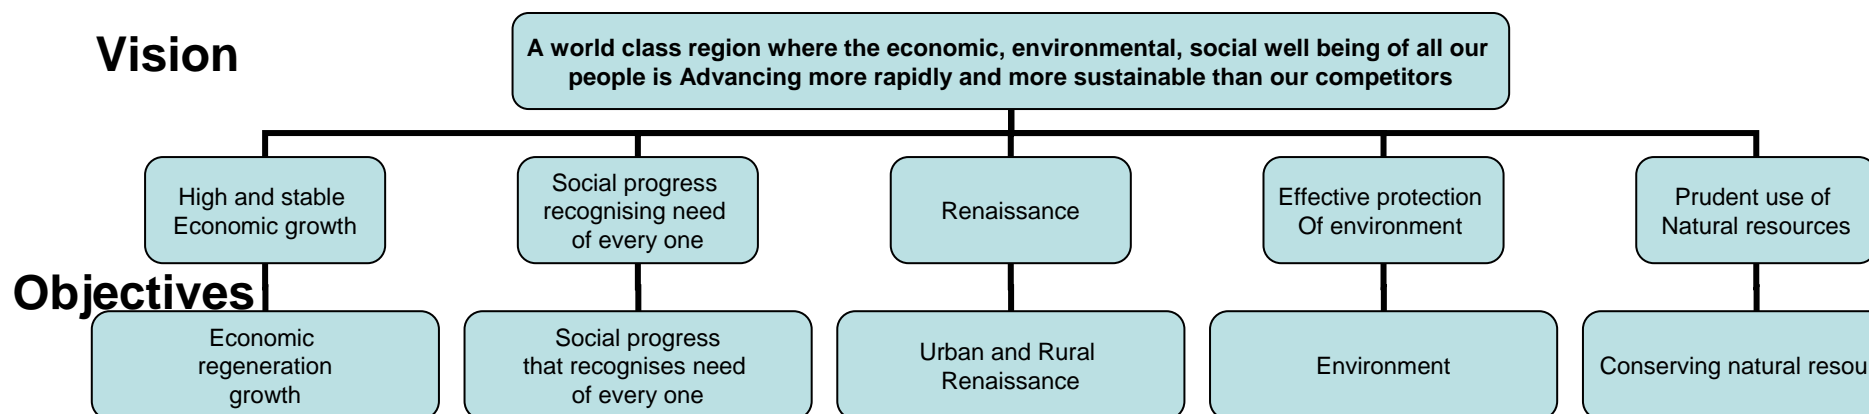 Vision
A world class region where the economic, environmental, social well being of all our
people is Advancing more rapidly and more sustainable than our competitors
High and stable
Economic growth
Social progress
recognising need
of every one
Renaissance
Effective protection
Of environment
Prudent use of
Natural resources
Objectives
Economic
regeneration
growth
Social progress
that recognises need
of every one
Urban and Rural
Renaissance
Environment
Conserving natural